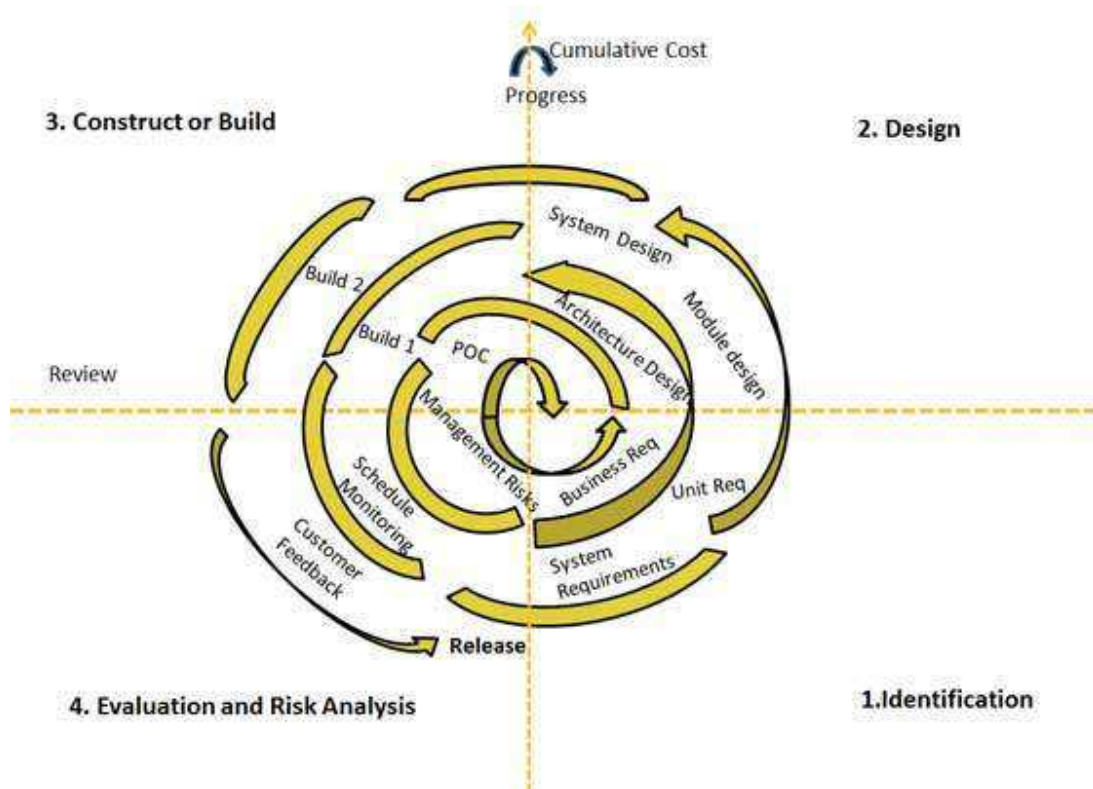 Cumulative Cost
Progress
3. Construct or Build
2. Design
System Design
Module design
Architecture Design
Build 2
Build 1
POC
Review
Management Risks
Schedule
Monitoring
Customer
Feedback
Business Req
Unit Req
System
Requirements
Release
4. Evaluation and Risk Analysis
1.Identification